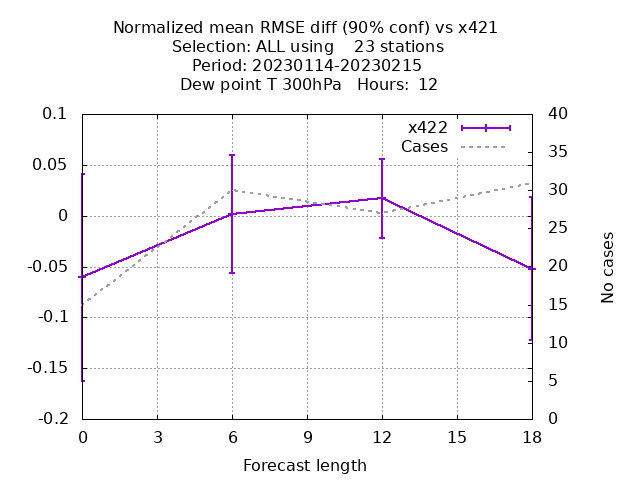 Normalized mean RMSE diff (90% conf) vs x421
Selection: ALL using    23 stations
Period: 20230114-20230215
Dew point T 300hPa   Hours:  12
0.1
0.05
0
-0.05
-0.1
-0.15
-0.2
40
35
30
25
20
15
10
5
0
x422
Cases
No cases
0 3 6 9 12 15 18
Forecast length